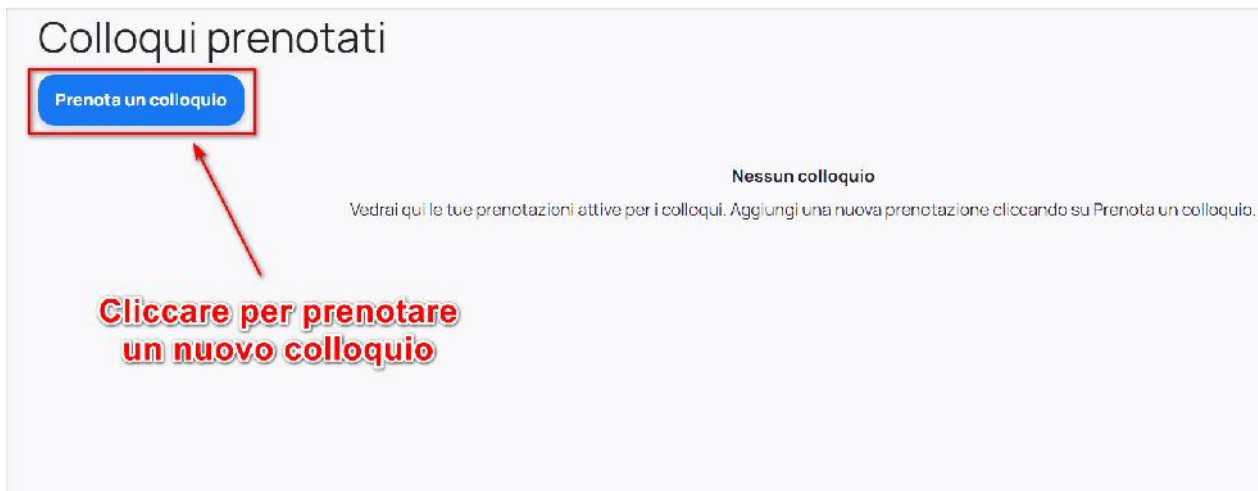 Colloqui prenotati
Prenota un colloquio
Nessun colloquio
Vedrai qui le tue prenotazioni attive per i colloqui. Aggiungi una nuova prenotazione cliccando su Prenota un colloquio.
Cliccare per prenotare
un nuovo colloquio